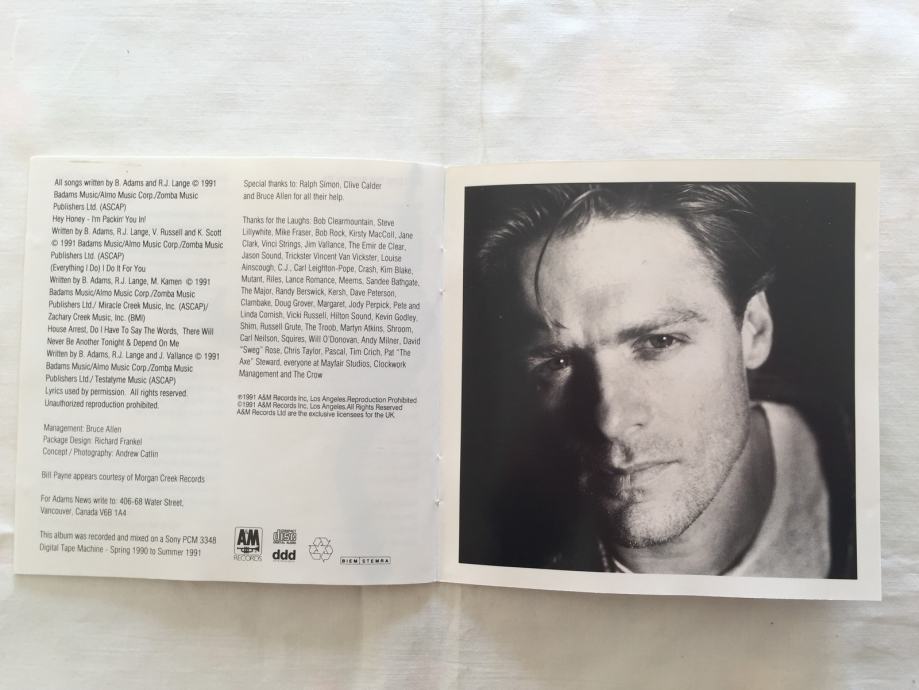 All songs written by B. Adams and R.J. Lange © 1991
Badams Music/Almo Music Corp./Zomba Music
Publishers Ltd. (ASCAP)
Hey Honey - I'm Packin' You In!
Written by B. Adams, R.J. Lange, V. Russell and K. Scott
© 1991 Badams Music/Almo Music Corp./Zomba Music
Publishers Ltd. (ASCAP)
(Everything I Do) I Do It For You
Written by B. Adams, R.J. Lange, M. Kamen © 1991
Badams Music/Almo Music Corp./Zomba Music
Publishers Ltd./ Miracle Creek Music, Inc. (ASCAP)/
Zachary Creek Music, Inc. (BMI)
House Arrest, Do I Have To Say The Words, There Will
Never Be Another Tonight & Depend On Me
Written by B. Adams, R.J. Lange and J. Vallance © 1991
Badams Music/Almo Music Corp./Zomba Music
Publishers Ltd./ Testatyme Music (ASCAP)
Lyrics used by permission. All rights reserved.
Unauthorized reproduction prohibited.
Management: Bruce Allen
Package Design: Richard Frankel
Concept / Photography: Andrew Catlin
Bill Payne appears courtesy of Morgan Creek Records
For Adams News write to: 406-68 Water Street,
Vancouver, Canada V6B 1A4
This album was recorded and mixed on a Sony PCM 3348
Digital Tape Machine - Spring 1990 to Summer 1991
Special thanks to: Ralph Simon, Clive Calder
and Bruce Allen for all their help.
Thanks for the Laughs: Bob Clearmountain, Steve
Lillywhite, Mike Fraser, Bob Rock, Kirsty MacColl, Jane
Clark, Vinci Strings, Jim Vallance, The Emir de Clear,
Jason Sound, Trickster Vincent Van Vickster, Louise
Ainscough, C.J., Carl Leighton-Pope, Crash, Kim Blake,
Mutant, Riles, Lance Romance, Meems, Sandee Bathgate,
The Major, Randy Berswick, Kersh, Dave Peterson,
Clambake, Doug Grover, Margaret, Jody Perpick, Pete and
Linda Cornish, Vicki Russell, Hilton Sound, Kevin Godley,
Shim, Russell Grute, The Troob, Martyn Atkins, Shroom,
Carl Neilson, Squires, Will O'Donovan, Andy Milner, David
"Sweg" Rose, Chris Taylor, Pascal, Tim Crich, Pat "The
Axe" Steward, everyone at Mayfair Studios, Clockwork
Management and The Crow
℗1991 A&M Records Inc, Los Angeles.Reproduction Prohibited
©1991 A&M Records Inc, Los Angeles.All Rights Reserved
A&M Records Ltd are the exclusive licensees for the UK
A&M
RECORDS
COMPACT
disc
DIGITAL AUDIO
ddd
BIEM STEMRA